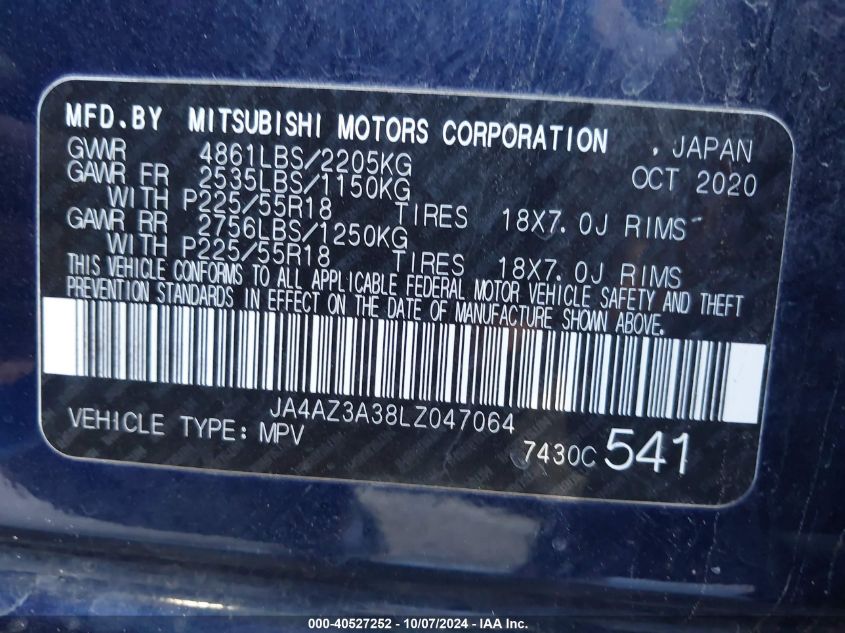 MFD.BY MITSUBISHI MOTORS CORPORATION . JAPAN
GWWR 4861LBS/2205KG OCT 2020
GAWR FR 2535LBS/1150KG
WITH P225/55R18 TIRES 18X7.0J RIMS
GAWR RR 2756LBS/1250KG
WITH P225/55R18 TIRES 18X7.0J RIMS
THIS VEHICLE CONFORMS TO ALL APPLICABLE FEDERAL MOTOR VEHICLE SAFETY AND THEFT
PREVENTION STANDARDS IN EFFECT ON THE DATE OF MANUFACTURE SHOWN ABOVE.
JA4AZ3A38LZ047064
VEHICLE TYPE: MPV 7430C 541
000-40527252 - 10/07/2024 - IAA Inc.